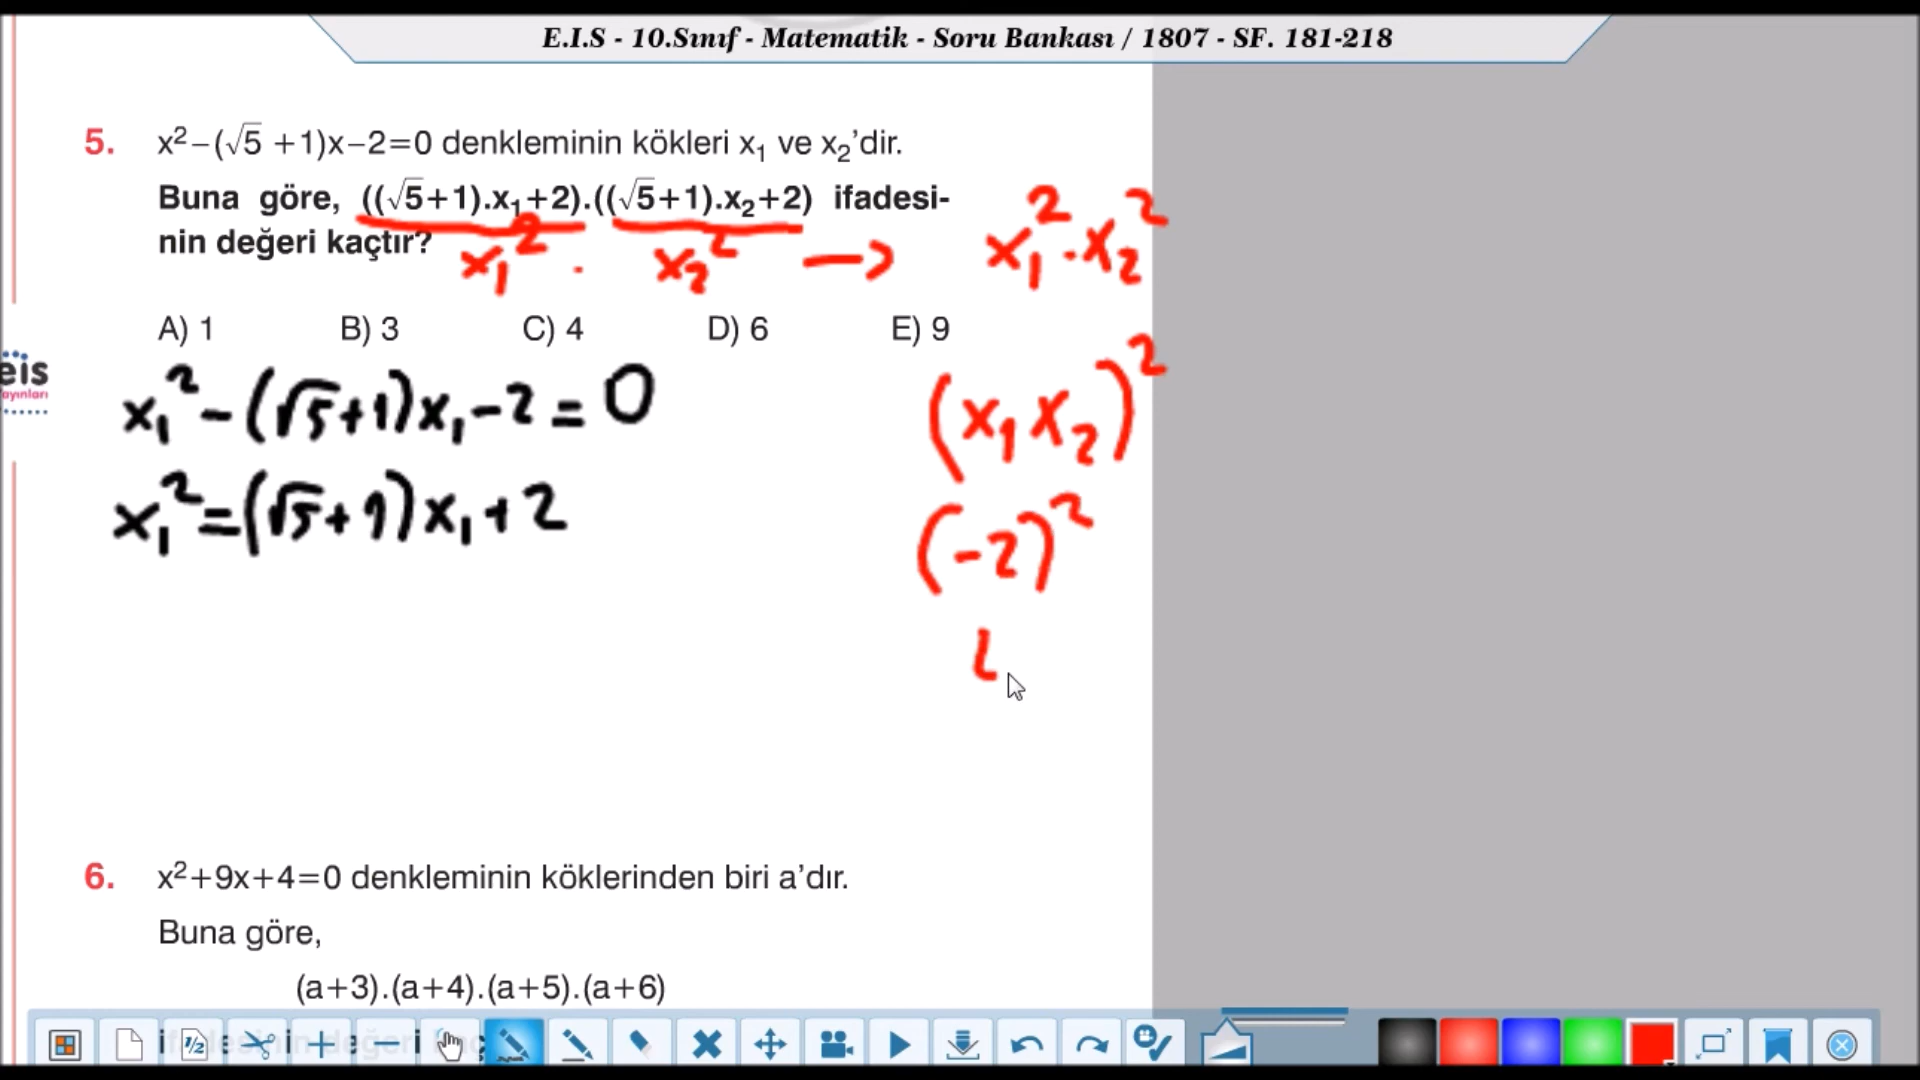 E.I.S - 10.Sınıf - Matematik - Soru Bankası / 1807 - SF. 181-218
5. x²−(√5 +1)x−2=0 denkleminin kökleri x₁ ve x₂'dir.
Buna göre, ((√5+1).x₁+2).((√5+1).x₂+2) ifadesi-
nin değeri kaçtır?
x₁² . x₂² → x₁².x₂²
A) 1 B) 3 C) 4 D) 6 E) 9
eis
ayınları
x₁²−(√5+1)x₁−2=0
x₁²=(√5+1)x₁+2
(x₁x₂)²
(-2)²
6. x²+9x+4=0 denkleminin köklerinden biri a'dır.
Buna göre,
(a+3).(a+4).(a+5).(a+6)
1/2